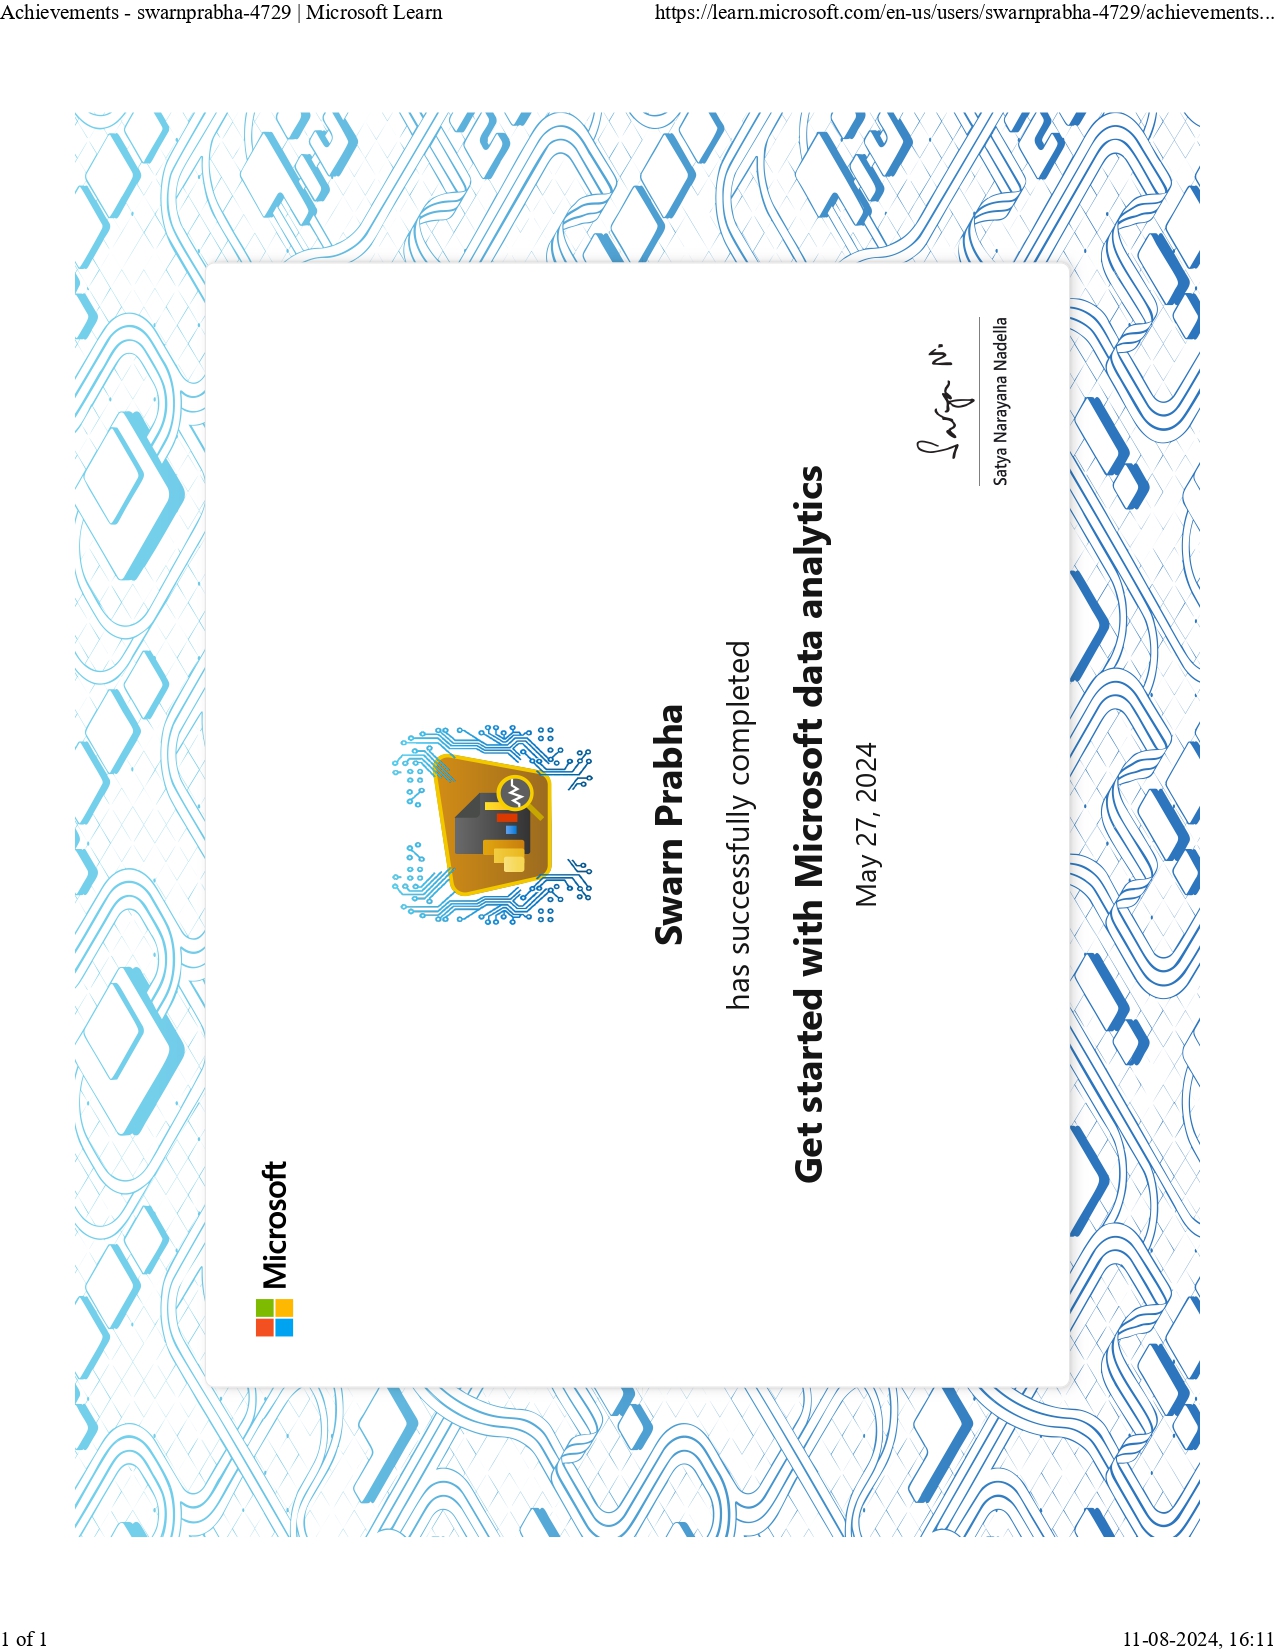 Achievements - swarnprabha-4729 | Microsoft Learn
https://learn.microsoft.com/en-us/users/swarnprabha-4729/achievements...
Microsoft
Swarn Prabha
has successfully completed
Get started with Microsoft data analytics
May 27, 2024
Satya N.
Satya Narayana Nadella
1 of 1
11-08-2024, 16:11